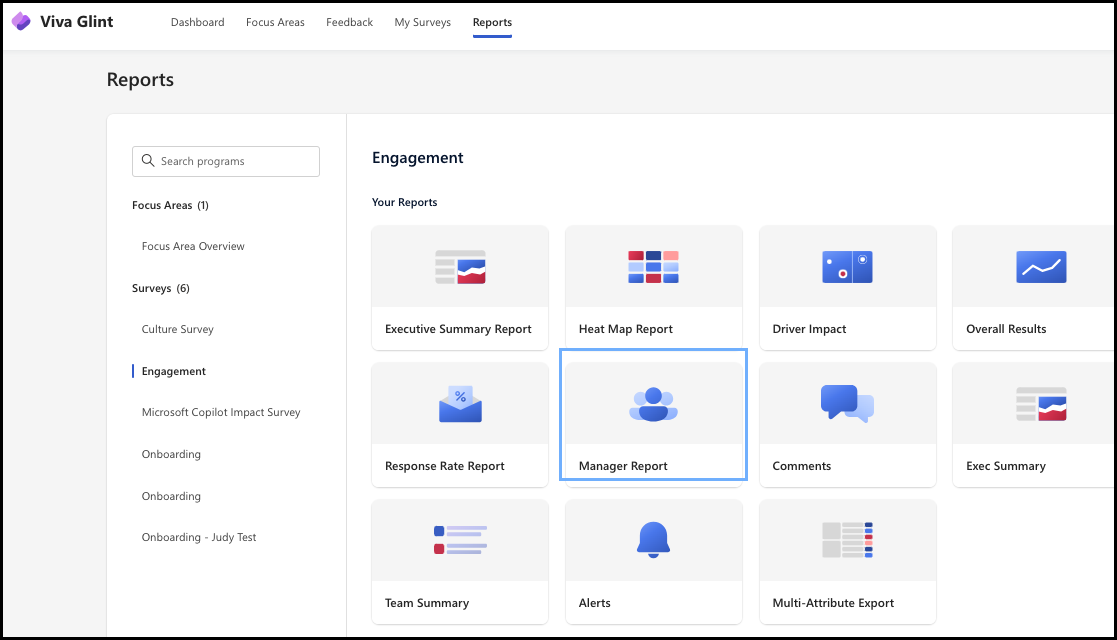 Viva Glint
Dashboard
Focus Areas
Feedback
My Surveys
Reports
Reports
Search programs
Focus Areas (1)
Focus Area Overview
Surveys (6)
Culture Survey
Engagement
Microsoft Copilot Impact Survey
Onboarding
Onboarding
Onboarding - Judy Test
Engagement
Your Reports
Executive Summary Report
Heat Map Report
Driver Impact
Overall Results
%
Response Rate Report
Manager Report
Comments
Exec Summary
Team Summary
Alerts
Multi-Attribute Export